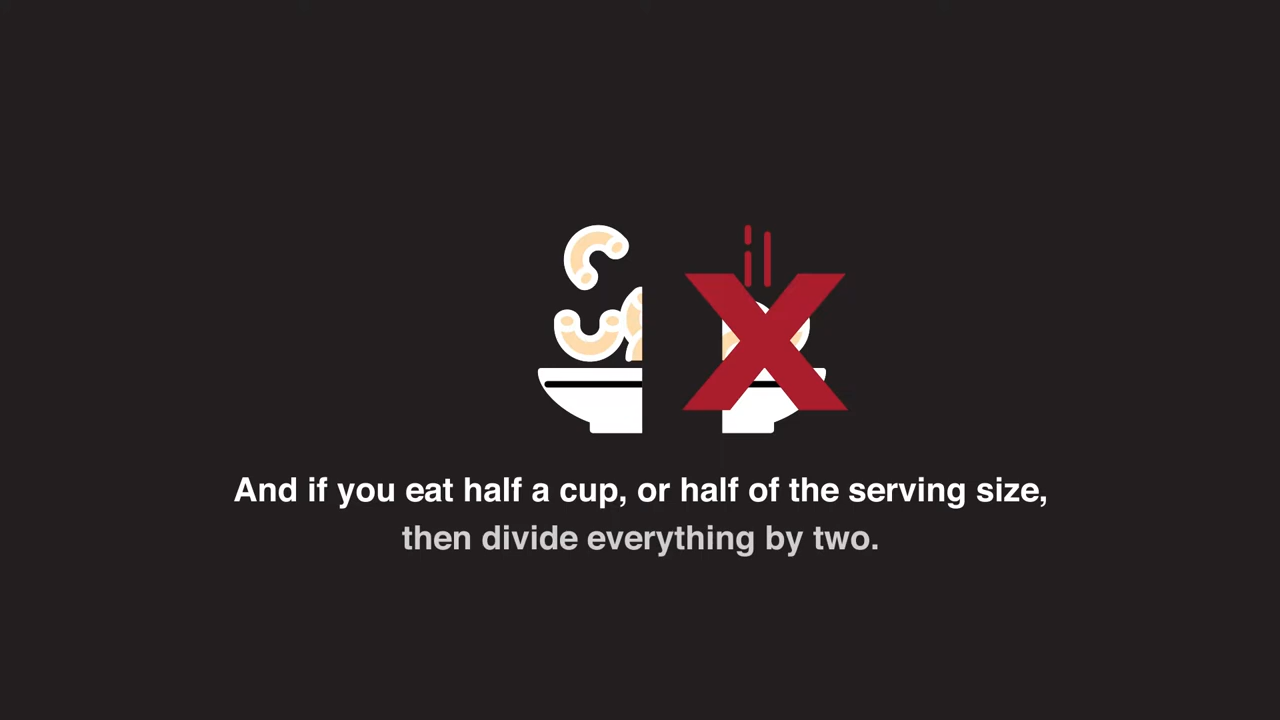 And if you eat half a cup, or half of the serving size,
then divide everything by two.